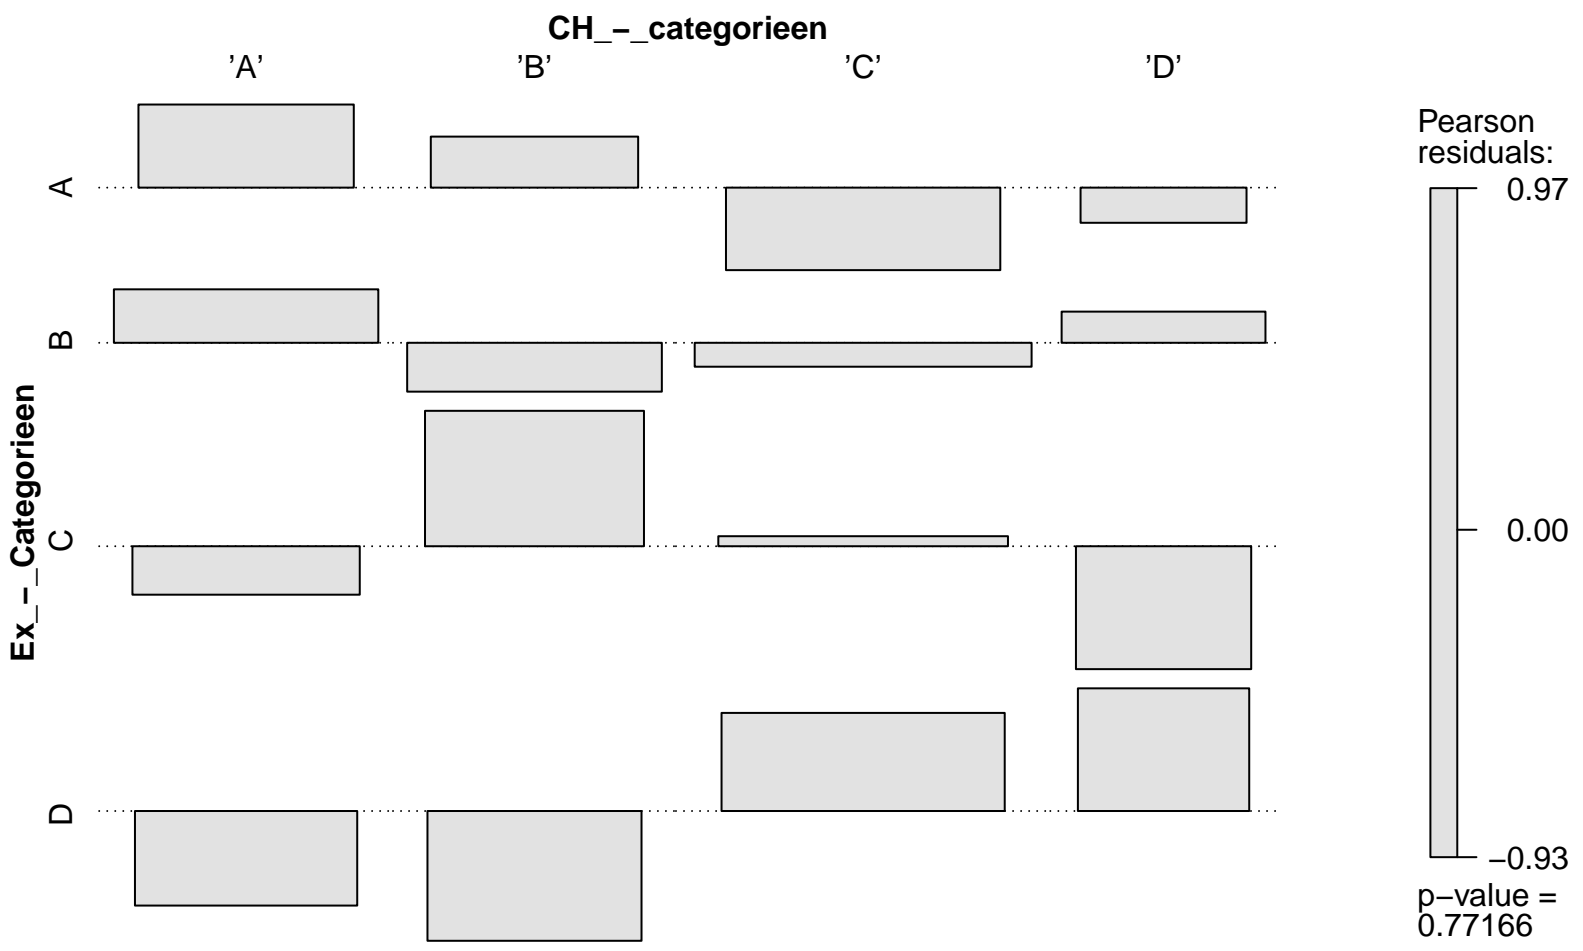 CH_−_categorieen
’A’ ’B’ ’C’ ’D’
Ex_−_Categorieen
A
B
C
D
Pearson
residuals:
0.97
0.00
−0.93
p−value =
0.77166